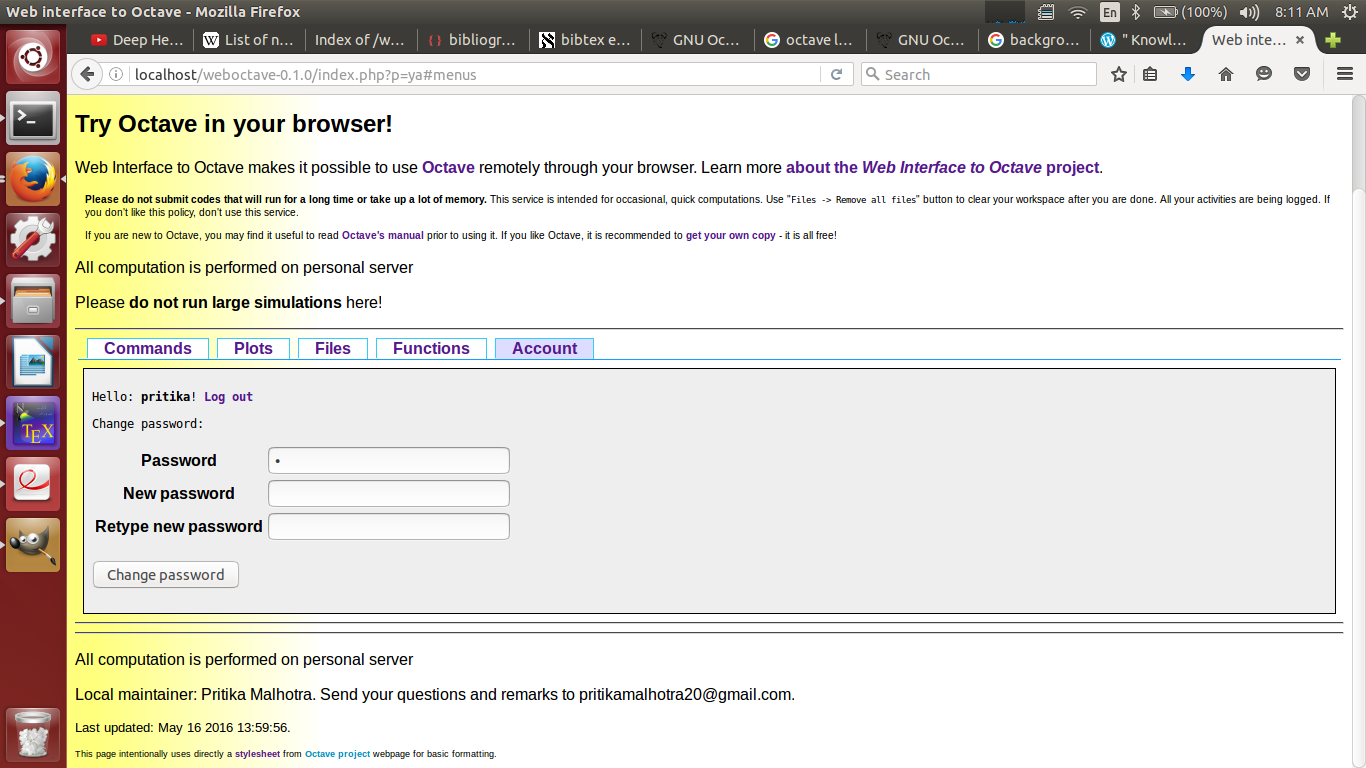 Web interface to Octave - Mozilla Firefox
En (100%) 8:11 AM
Deep He... List of n... Index of /w... bibliogr... bibtex e... GNU Oc... octave l... GNU Oc... backgro... " Knowl... Web inte...
localhost/weboctave-0.1.0/index.php?p=ya#menus
Search
Try Octave in your browser!
Web Interface to Octave makes it possible to use Octave remotely through your browser. Learn more about the Web Interface to Octave project.
Please do not submit codes that will run for a long time or take up a lot of memory. This service is intended for occasional, quick computations. Use "Files -> Remove all files" button to clear your workspace after you are done. All your activities are being logged. If
you don't like this policy, don't use this service.
If you are new to Octave, you may find it useful to read Octave's manual prior to using it. If you like Octave, it is recommended to get your own copy - it is all free!
All computation is performed on personal server
Please do not run large simulations here!
Commands Plots Files Functions Account
Hello: pritika! Log out
Change password:
Password
New password
Retype new password
Change password
All computation is performed on personal server
Local maintainer: Pritika Malhotra. Send your questions and remarks to pritikamalhotra20@gmail.com.
Last updated: May 16 2016 13:59:56.
This page intentionally uses directly a stylesheet from Octave project webpage for basic formatting.
TEX